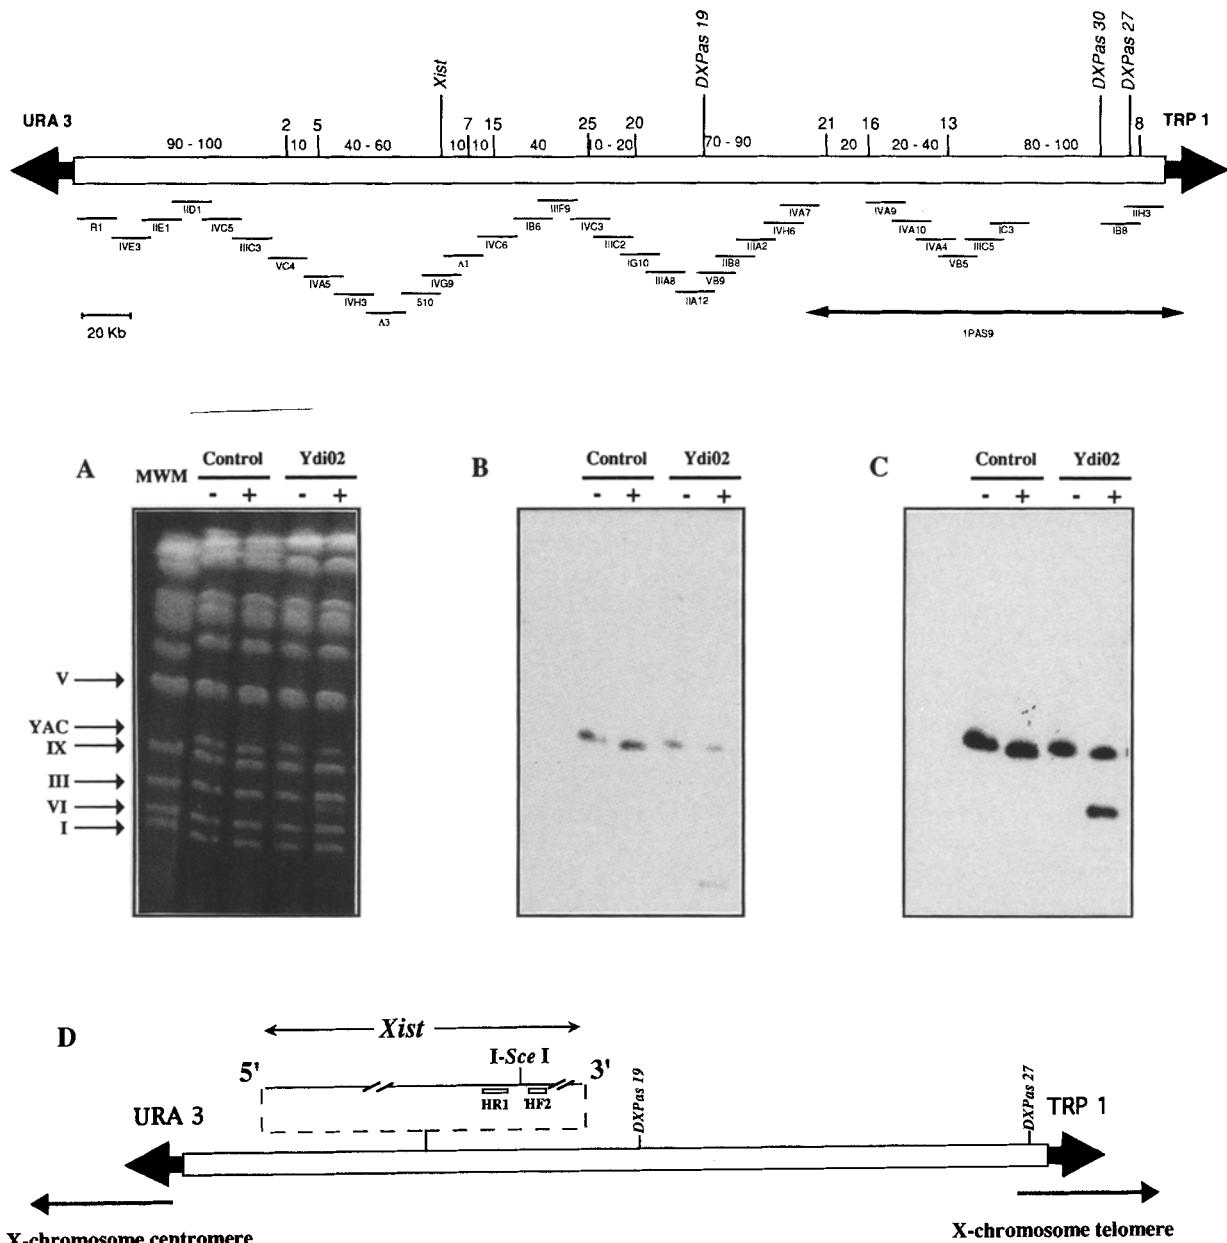 Xist
DXPas 19
DXPas 30
DXPas 27
URA 3
2 5 7 15 25 20 21 16 13 8
TRP 1
90 - 100 10 40 - 60 10 10 40 10 - 20 70 - 90 20 20 - 40 80 - 100
R1
IVE3
IIE1
IID1
IVC5
IIIC3
VC4
IVA5
IVH3
A3
510
IVG9
A1
IVC6
IB6
IIIF9
IVC3
IIIC2
IG10
IIIA8
IIA12
VB9
IIB8
IIIA2
IVH6
IVA7
IVA9
IVA10
IVA4
VB5
IIIC5
IC3
IB8
IIH3
20 Kb
1PAS9
A
MWM
Control Ydi02
- + - +
V
YAC
IX
III
VI
I
B
Control Ydi02
- + - +
C
Control Ydi02
- + - +
D
Xist
I-Sce I
5' 3'
HR1 HF2
URA 3
DXPas 19
DXPas 27
TRP 1
X-chromosome centromere
X-chromosome telomere